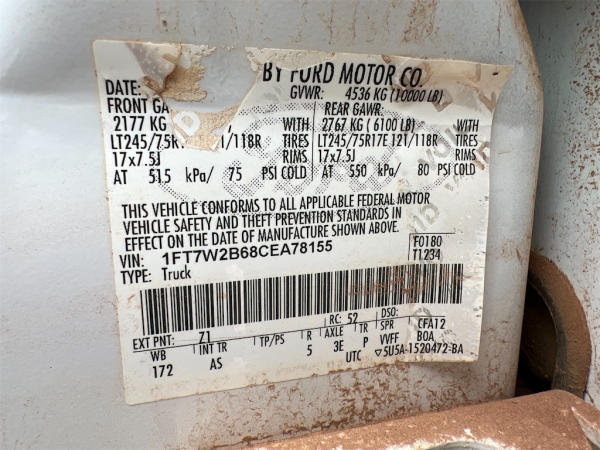 BY FORD MOTOR CO.
DATE: GVWR: 4536 KG (10000 LB)
FRONT GA REAR GAWR:
2177 KG WITH 2767 KG (6100 LB) WITH
LT245/75R17 121/118R TIRES LT245/75R17E 121/118R TIRES
17x7.5J RIMS 17x7.5J RIMS
AT 515 kPa/ 75 PSI COLD AT 550 kPa/ 80 PSI COLD
THIS VEHICLE CONFORMS TO ALL APPLICABLE FEDERAL MOTOR
VEHICLE SAFETY AND THEFT PREVENTION STANDARDS IN
EFFECT ON THE DATE OF MANUFACTURE SHOWN ABOVE.
VIN: 1FT7W2B68CEA78155 F0180
TYPE: Truck T1234
EXT PNT: Z1 RC: 52 DSO:
WB INT TR TP/PS R AXLE TR SPR CFA12
172 AS 5 3E P VVFF BOA
UTC 5U5A-1520472-BA